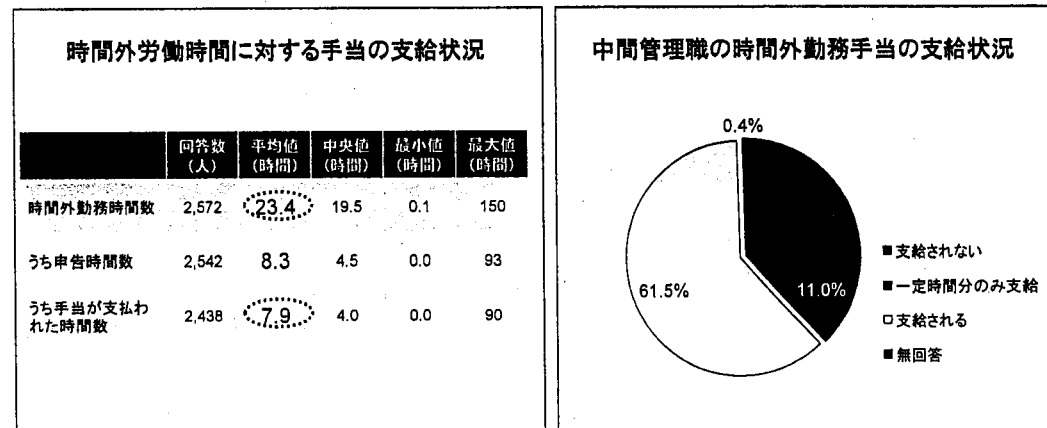 時間外労働時間に対する手当の支給状況
回答数(人) 平均値(時間) 中央値(時間) 最小値(時間) 最大値(時間)
時間外勤務時間数 2,572 23.4 19.5 0.1 150
うち申告時間数 2,542 8.3 4.5 0.0 93
うち手当が支払わ
れた時間数 2,438 7.9 4.0 0.0 90
中間管理職の時間外勤務手当の支給状況
0.4%
61.5%
11.0%
■支給されない
■一定時間分のみ支給
□支給される
■無回答